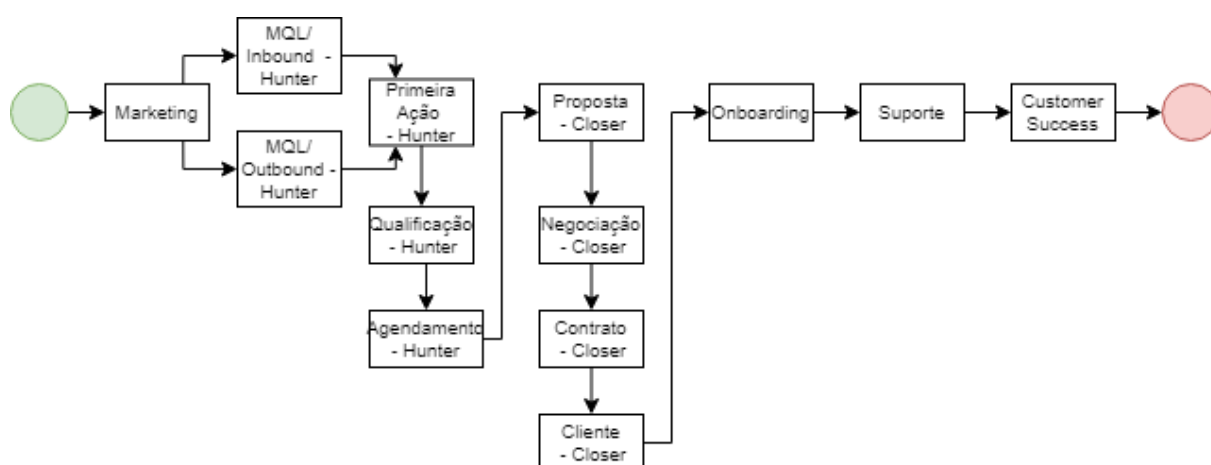 Marketing
MQL/
Inbound -
Hunter
MQL/
Outbound -
Hunter
Primeira
Ação
- Hunter
Qualificação
- Hunter
Agendamento
- Hunter
Proposta
- Closer
Negociação
- Closer
Contrato
- Closer
Cliente
- Closer
Onboarding
Suporte
Customer
Success